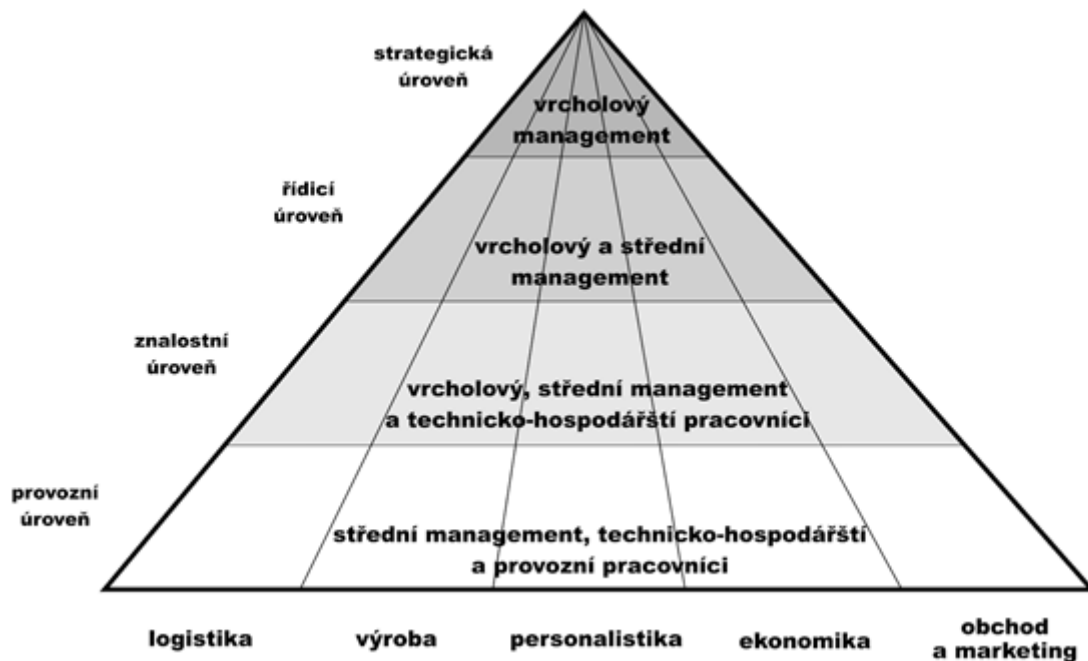 strategická
úroveň
vrcholový
management
řídicí
úroveň
vrcholový a střední
management
znalostní
úroveň
vrcholový, střední management
a technicko-hospodářští pracovníci
provozní
úroveň
střední management, technicko-hospodářští
a provozní pracovníci
logistika
výroba
personalistika
ekonomika
obchod
a marketing